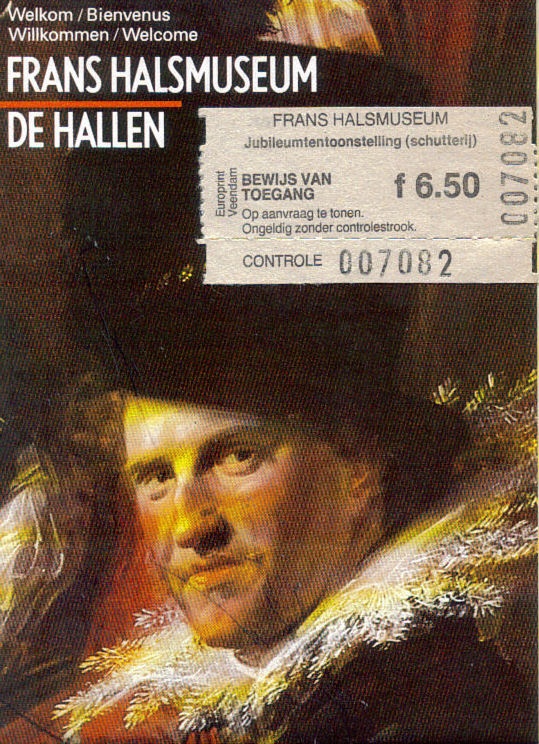 Welkom / Bienvenus
Willkommen / Welcome
FRANS HALSMUSEUM
DE HALLEN
FRANS HALSMUSEUM
Jubileumtentoonstelling (schutterij)
Europrint
Veendam
BEWIJS VAN
TOEGANG
f 6.50
Op aanvraag te tonen.
Ongeldig zonder controlestrook.
007082
CONTROLE 007082